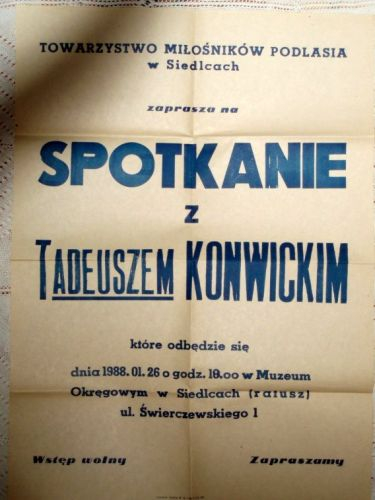 TOWARZYSTWO MIŁOŚNIKÓW PODLASIA
w Siedlcach
zaprasza na
SPOTKANIE
z
TADEUSZEM KONWICKIM
które odbędzie się
dnia 1988.01.26 o godz. 18.00 w Muzeum
Okręgowym w Siedlcach (ratusz)
ul. Świerczewskiego 1
Wstęp wolny Zapraszamy